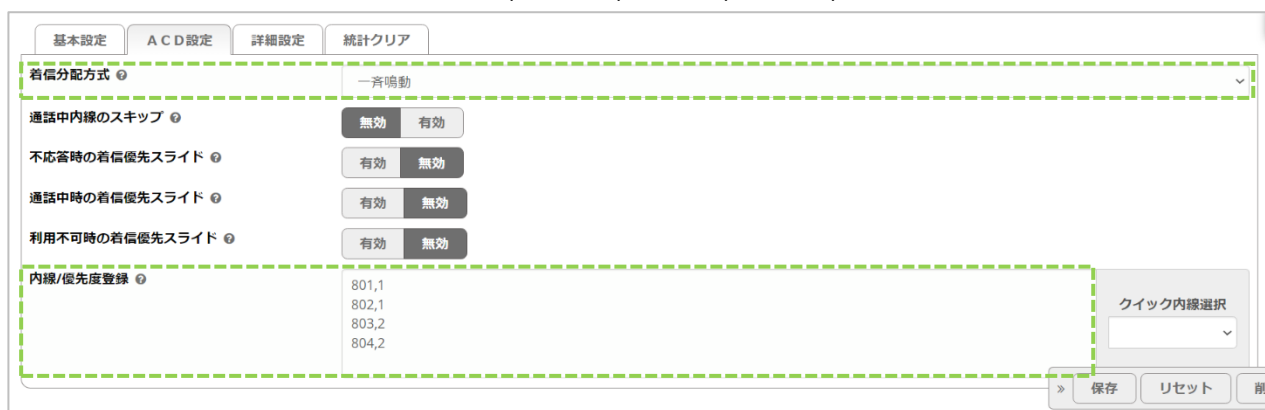 基本設定 ACD設定 詳細設定 統計クリア
着信分配方式 一斉鳴動
通話中内線のスキップ 無効 有効
不応答時の着信優先スライド 有効 無効
通話中時の着信優先スライド 有効 無効
利用不可時の着信優先スライド 有効 無効
内線/優先度登録
801,1
802,1
803,2
804,2
クイック内線選択
» 保存 リセット 削